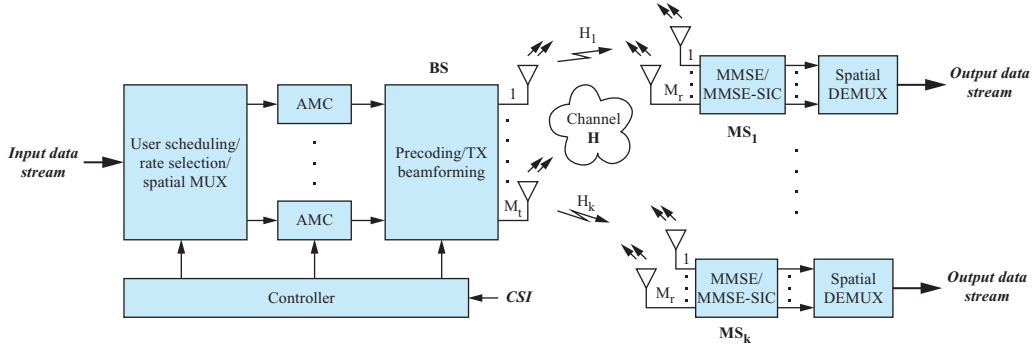 Input data
stream
User scheduling/
rate selection/
spatial MUX
AMC
AMC
BS
Precoding/TX
beamforming
1
M_t
Controller
CSI
H_1
Channel
H
H_k
1
M_r
MMSE/
MMSE-SIC
MS_1
Spatial
DEMUX
Output data
stream
1
M_r
MMSE/
MMSE-SIC
MS_k
Spatial
DEMUX
Output data
stream